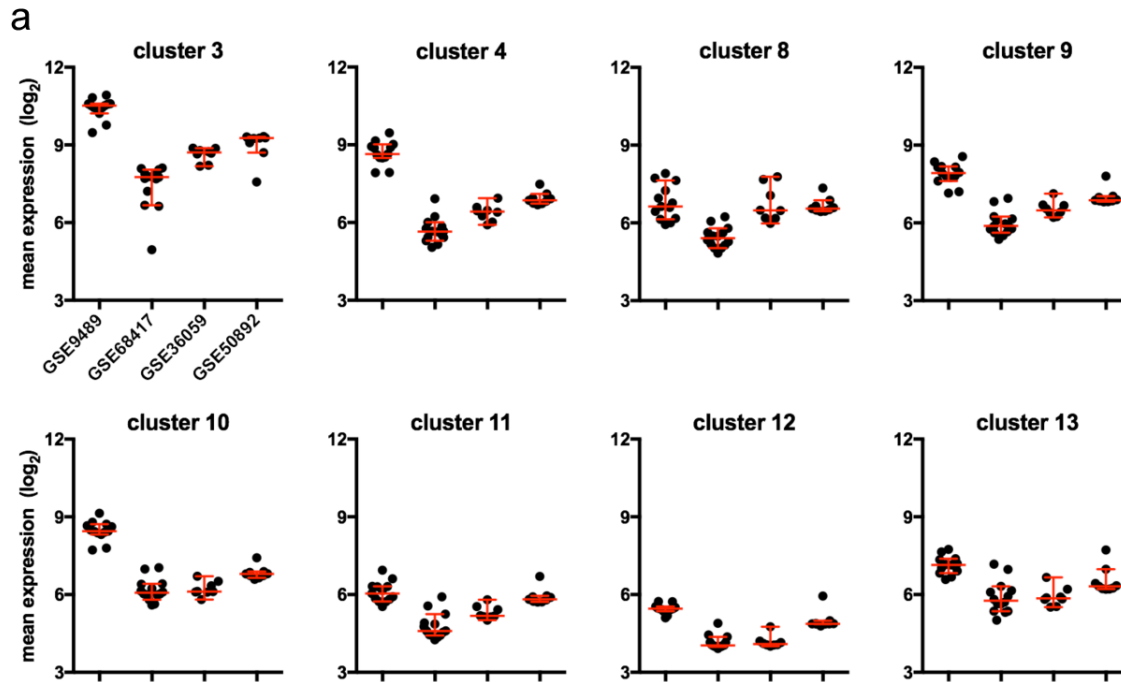 a
cluster 3
cluster 4
cluster 8
cluster 9
mean expression (log2)
12
9
6
3
12
9
6
3
12
9
6
3
12
9
6
3
GSE9489
GSE68417
GSE36059
GSE50892
cluster 10
cluster 11
cluster 12
cluster 13
mean expression (log2)
12
9
6
3
12
9
6
3
12
9
6
3
12
9
6
3